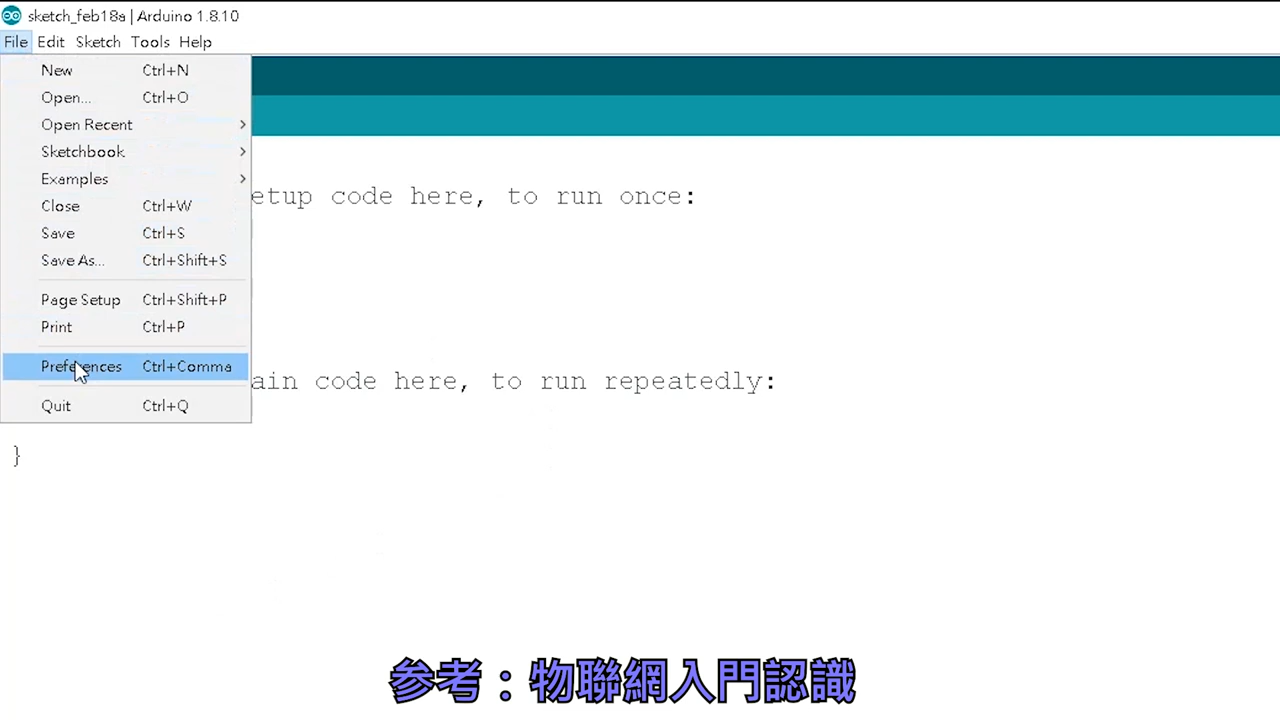 sketch_feb18a | Arduino 1.8.10
File Edit Sketch Tools Help
New Ctrl+N
Open... Ctrl+O
Open Recent
Sketchbook
Examples
Close Ctrl+W
Save Ctrl+S
Save As... Ctrl+Shift+S
Page Setup Ctrl+Shift+P
Print Ctrl+P
Preferences Ctrl+Comma
Quit Ctrl+Q
etup code here, to run once:
ain code here, to run repeatedly:
}
参考：物聯網入門認識